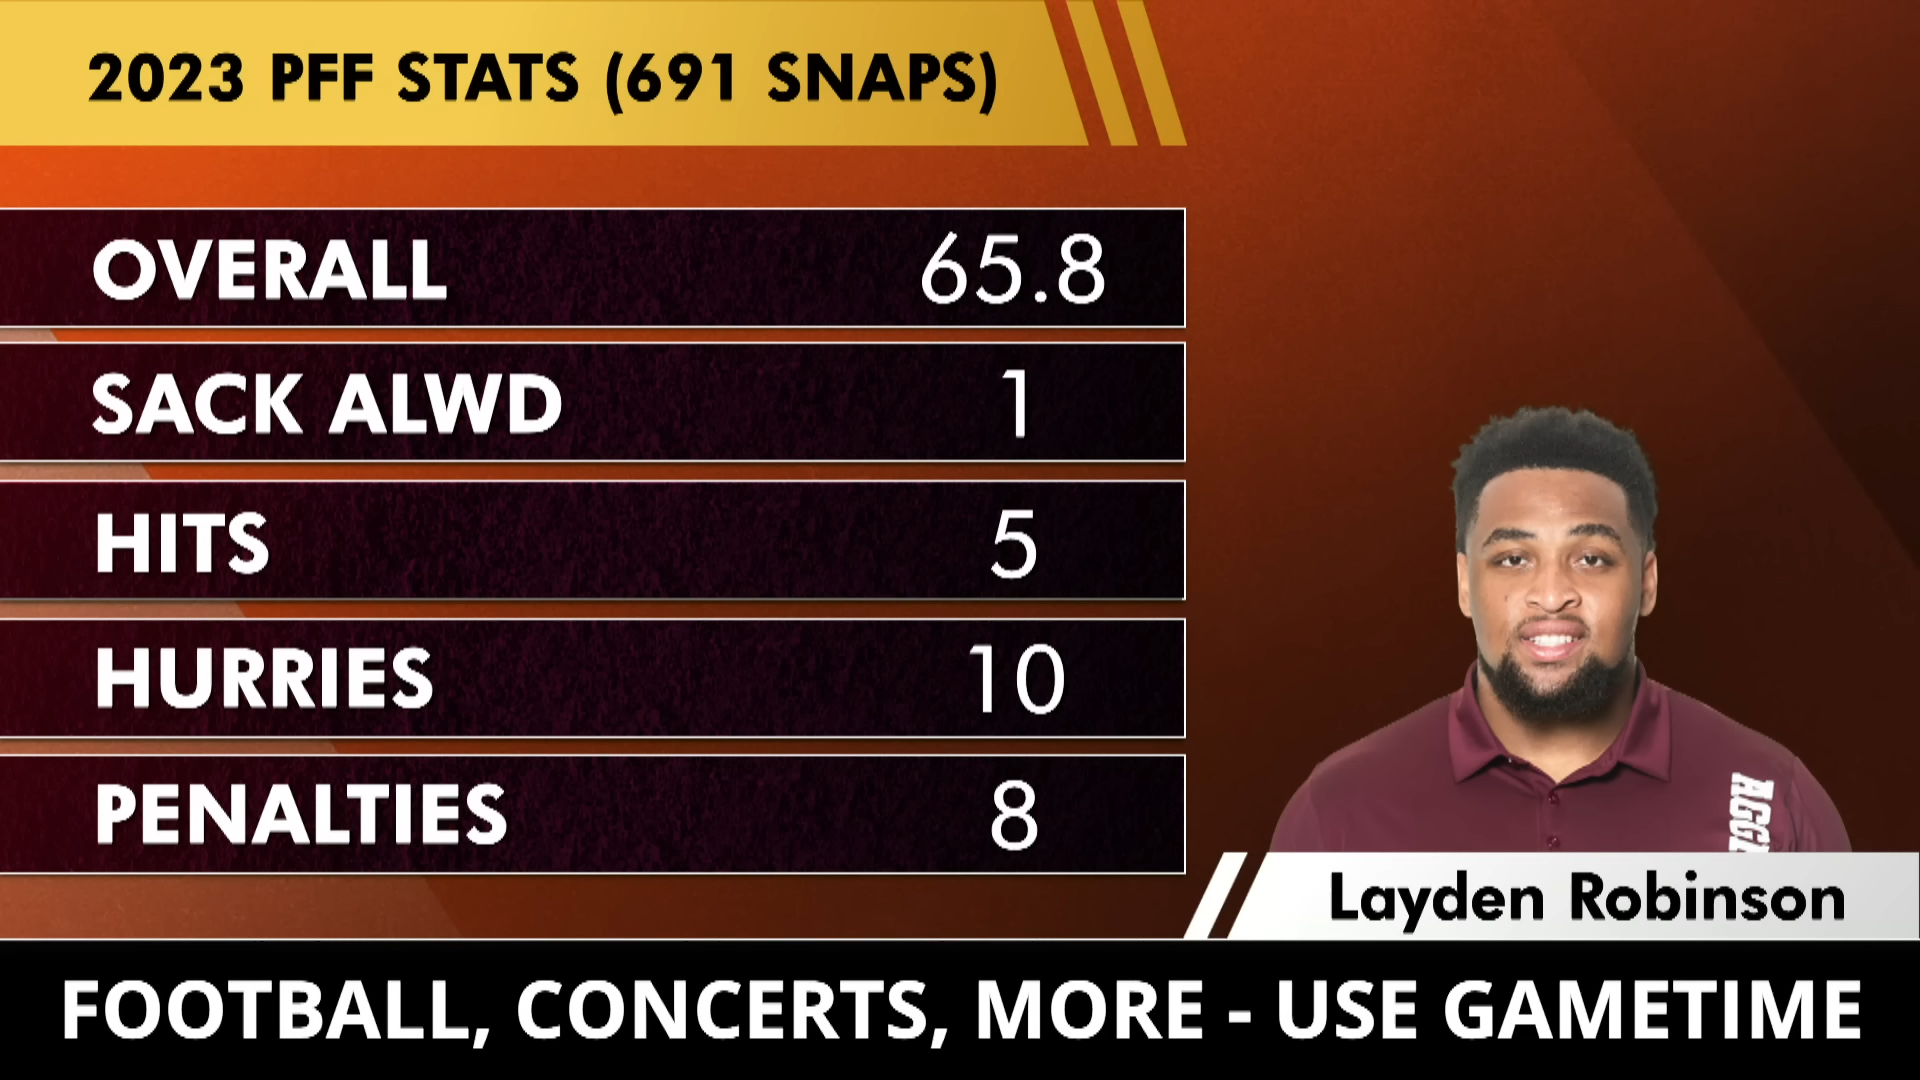 2023 PFF STATS (691 SNAPS)
OVERALL 65.8
SACK ALWD 1
HITS 5
HURRIES 10
PENALTIES 8
Layden Robinson
FOOTBALL, CONCERTS, MORE - USE GAMETIME